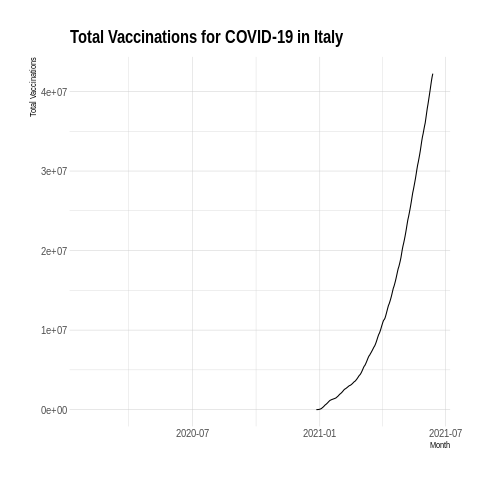 Total Vaccinations for COVID-19 in Italy
Total Vaccinations
4e+07
3e+07
2e+07
1e+07
0e+00
2020-07
2021-01
2021-07
Month